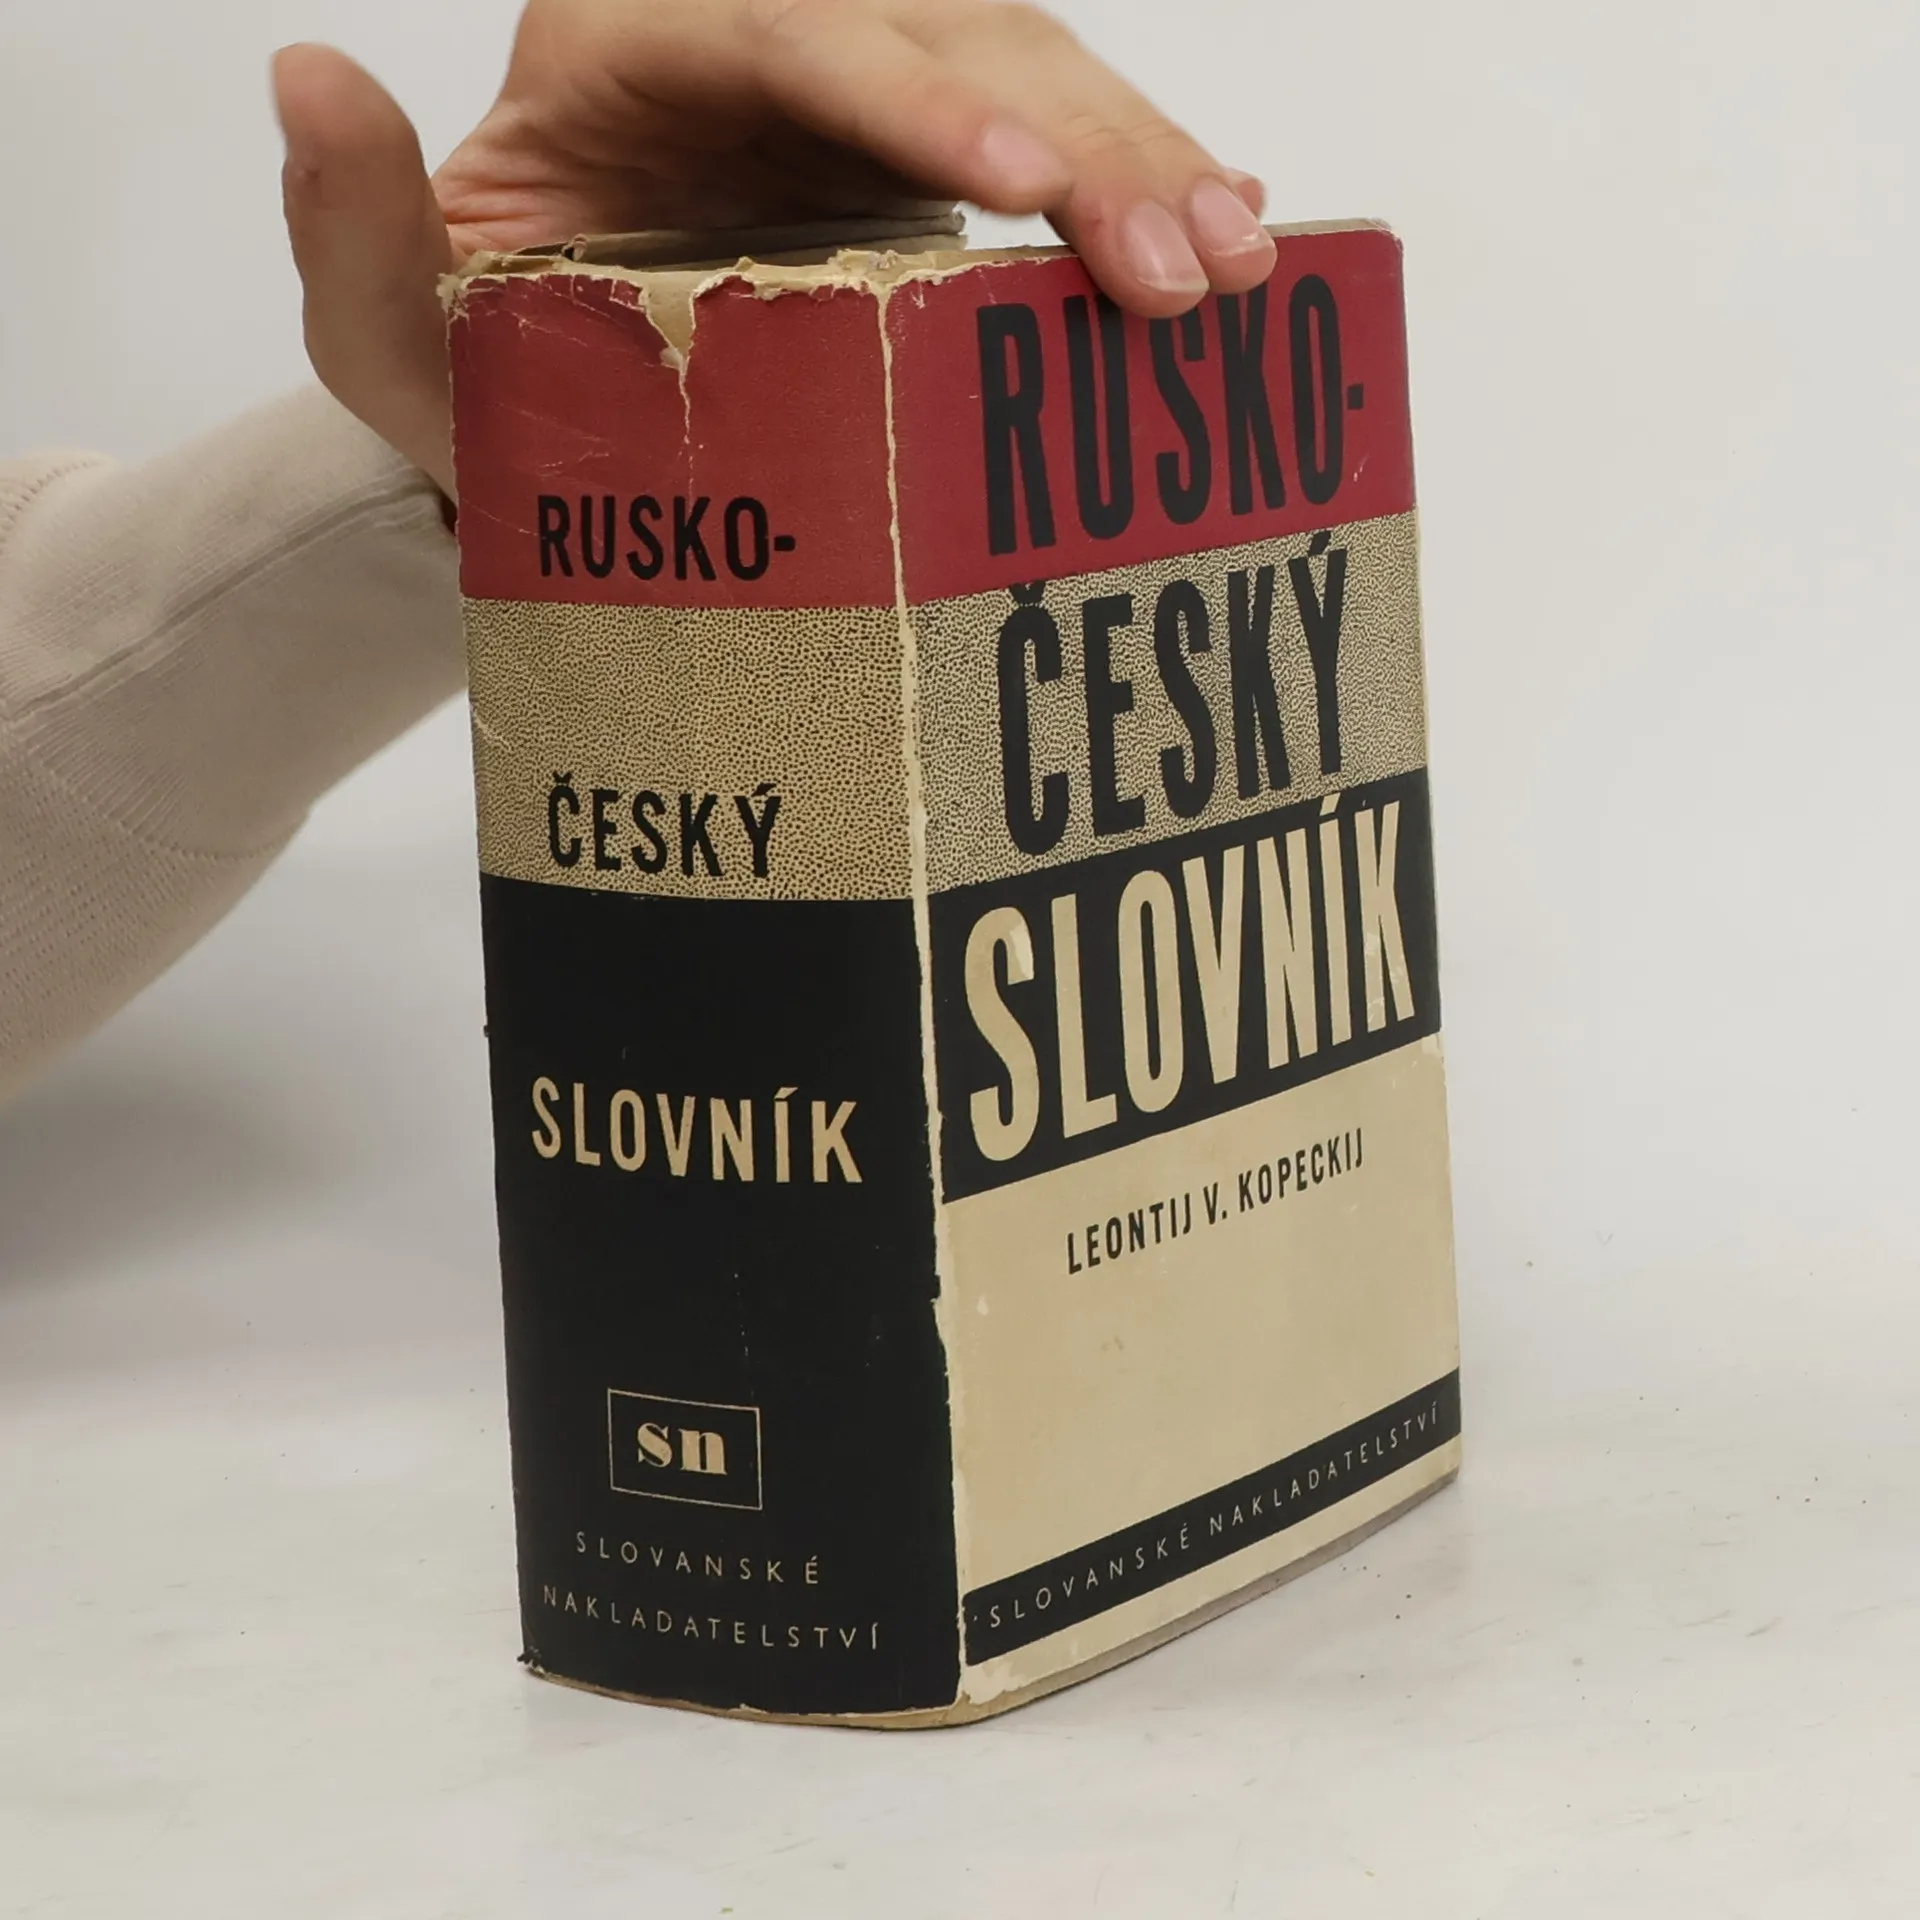 RUSKO-
ČESKÝ
SLOVNÍK
sn
SLOVANSKÉ
NAKLADATELSTVÍ
RUSKO-
ČESKÝ
SLOVNÍK
LEONTIJ V. KOPECKIJ
SLOVANSKÉ NAKLADATELSTVÍ